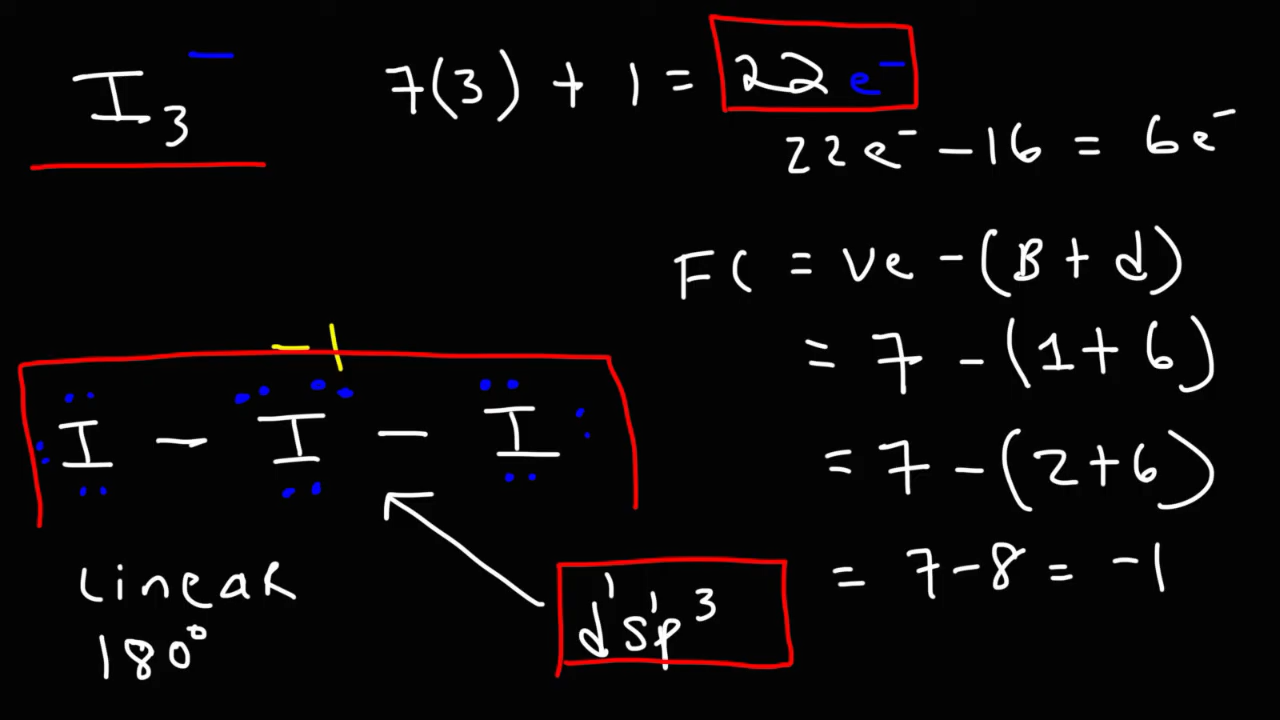 I₃⁻ 7(3) + 1 = 22 e⁻
22e⁻ - 16 = 6e⁻
FC = ve - (B + d)
= 7 - (1 + 6)
= 7 - (2 + 6)
= 7 - 8 = -1
-1
I - I - I
Linear
180°
d¹s¹p³